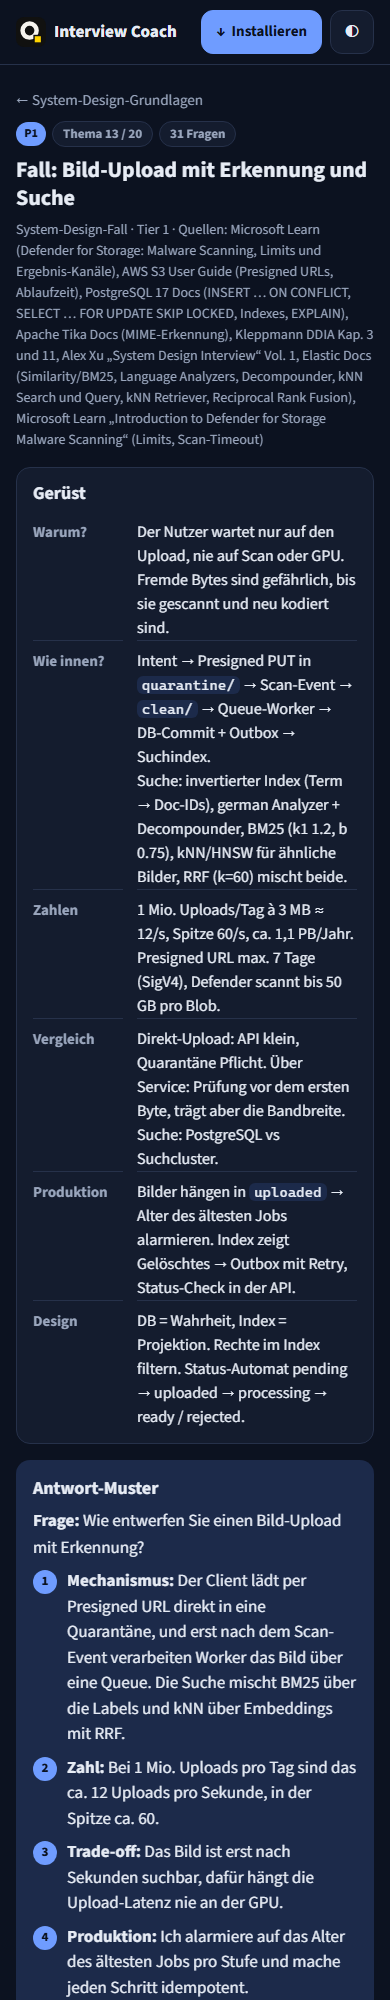 Interview Coach
↓ Installieren
← System-Design-Grundlagen
P1 Thema 13 / 20 31 Fragen
Fall: Bild-Upload mit Erkennung und
Suche
System-Design-Fall · Tier 1 · Quellen: Microsoft Learn
(Defender for Storage: Malware Scanning, Limits und
Ergebnis-Kanäle), AWS S3 User Guide (Presigned URLs,
Ablaufzeit), PostgreSQL 17 Docs (INSERT … ON CONFLICT,
SELECT … FOR UPDATE SKIP LOCKED, Indexes, EXPLAIN),
Apache Tika Docs (MIME-Erkennung), Kleppmann DDIA Kap. 3
und 11, Alex Xu „System Design Interview“ Vol. 1, Elastic Docs
(Similarity/BM25, Language Analyzers, Decompounder, kNN
Search und Query, kNN Retriever, Reciprocal Rank Fusion),
Microsoft Learn „Introduction to Defender for Storage
Malware Scanning“ (Limits, Scan-Timeout)
Gerüst
Warum?
Der Nutzer wartet nur auf den
Upload, nie auf Scan oder GPU.
Fremde Bytes sind gefährlich, bis
sie gescannt und neu kodiert
sind.
Wie innen?
Intent → Presigned PUT in
quarantine/ → Scan-Event →
clean/ → Queue-Worker →
DB-Commit + Outbox →
Suchindex.
Suche: invertierter Index (Term
→ Doc-IDs), german Analyzer +
Decompounder, BM25 (k1 1.2, b
0.75), kNN/HNSW für ähnliche
Bilder, RRF (k=60) mischt beide.
Zahlen
1 Mio. Uploads/Tag à 3 MB ≈
12/s, Spitze 60/s, ca. 1,1 PB/Jahr.
Presigned URL max. 7 Tage
(SigV4), Defender scannt bis 50
GB pro Blob.
Vergleich
Direkt-Upload: API klein,
Quarantäne Pflicht. Über
Service: Prüfung vor dem ersten
Byte, trägt aber die Bandbreite.
Suche: PostgreSQL vs
Suchcluster.
Produktion
Bilder hängen in uploaded →
Alter des ältesten Jobs
alarmieren. Index zeigt
Gelöschtes → Outbox mit Retry,
Status-Check in der API.
Design
DB = Wahrheit, Index =
Projektion. Rechte im Index
filtern. Status-Automat pending
→ uploaded → processing →
ready / rejected.
Antwort-Muster
Frage: Wie entwerfen Sie einen Bild-Upload
mit Erkennung?
1 Mechanismus: Der Client lädt per
Presigned URL direkt in eine
Quarantäne, und erst nach dem Scan-
Event verarbeiten Worker das Bild über
eine Queue. Die Suche mischt BM25 über
die Labels und kNN über Embeddings
mit RRF.
2 Zahl: Bei 1 Mio. Uploads pro Tag sind das
ca. 12 Uploads pro Sekunde, in der
Spitze ca. 60.
3 Trade-off: Das Bild ist erst nach
Sekunden suchbar, dafür hängt die
Upload-Latenz nie an der GPU.
4 Produktion: Ich alarmiere auf das Alter
des ältesten Jobs pro Stufe und mache
jeden Schritt idempotent.